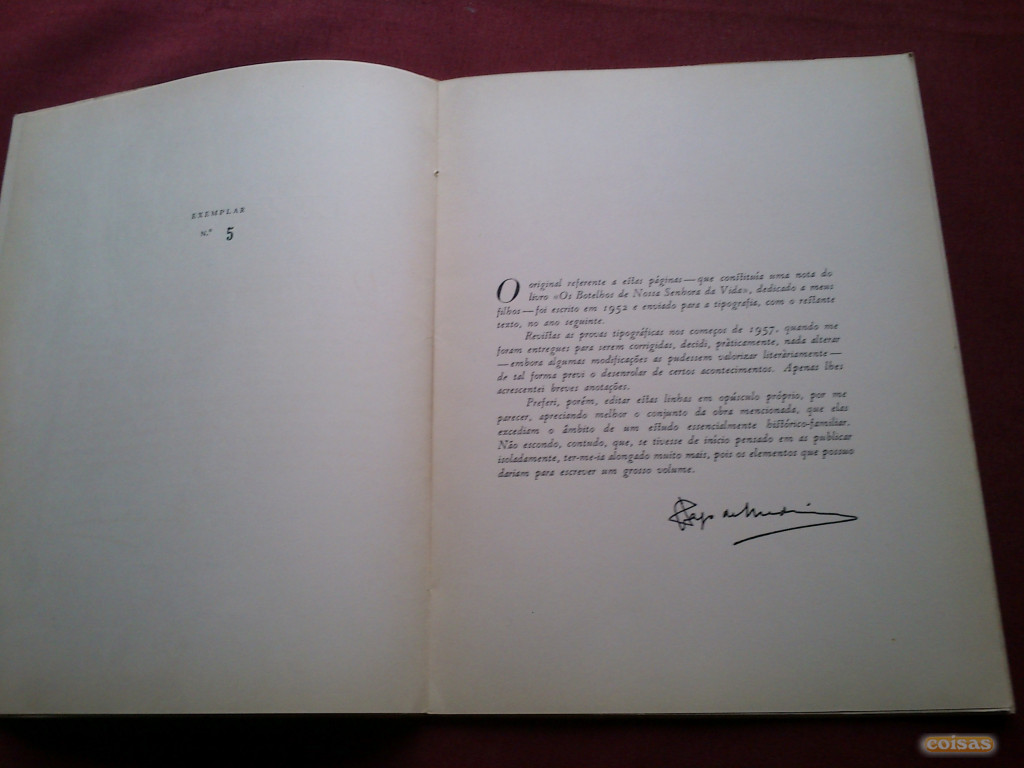 EXEMPLAR
N.º 5
O original referente a estas páginas — que constituía uma nota do
livro «Os Botelhos de Nossa Senhora da Vida», dedicado a meus
filhos — foi escrito em 1952 e enviado para a tipografia, com o restante
texto, no ano seguinte.
Revistas as provas tipográficas nos começos de 1957, quando me
foram entregues para serem corrigidas, decidi, pràticamente, nada alterar
— embora algumas modificações as pudessem valorizar literàriamente —
de tal forma previ o desenrolar de certos acontecimentos. Apenas lhes
acrescentei breves anotações.
Preferi, porém, editar estas linhas em opúsculo próprio, por me
parecer, apreciando melhor o conjunto da obra mencionada, que elas
excediam o âmbito de um estudo essencialmente histórico-familiar.
Não escondo, contudo, que, se tivesse de início pensado em as publicar
isoladamente, ter-me-ia alongado muito mais, pois os elementos que possuo
dariam para escrever um grosso volume.
coisas